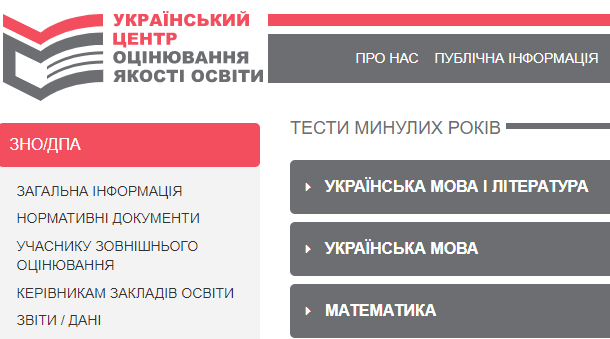 УКРАЇНСЬКИЙ
ЦЕНТР
ОЦІНЮВАННЯ
ЯКОСТІ ОСВІТИ
ПРО НАС
ПУБЛІЧНА ІНФОРМАЦІЯ
ЗНО/ДПА
ЗАГАЛЬНА ІНФОРМАЦІЯ
НОРМАТИВНІ ДОКУМЕНТИ
УЧАСНИКУ ЗОВНІШНЬОГО
ОЦІНЮВАННЯ
КЕРІВНИКАМ ЗАКЛАДІВ ОСВІТИ
ЗВІТИ / ДАНІ
ТЕСТИ МИНУЛИХ РОКІВ
УКРАЇНСЬКА МОВА І ЛІТЕРАТУРА
УКРАЇНСЬКА МОВА
МАТЕМАТИКА